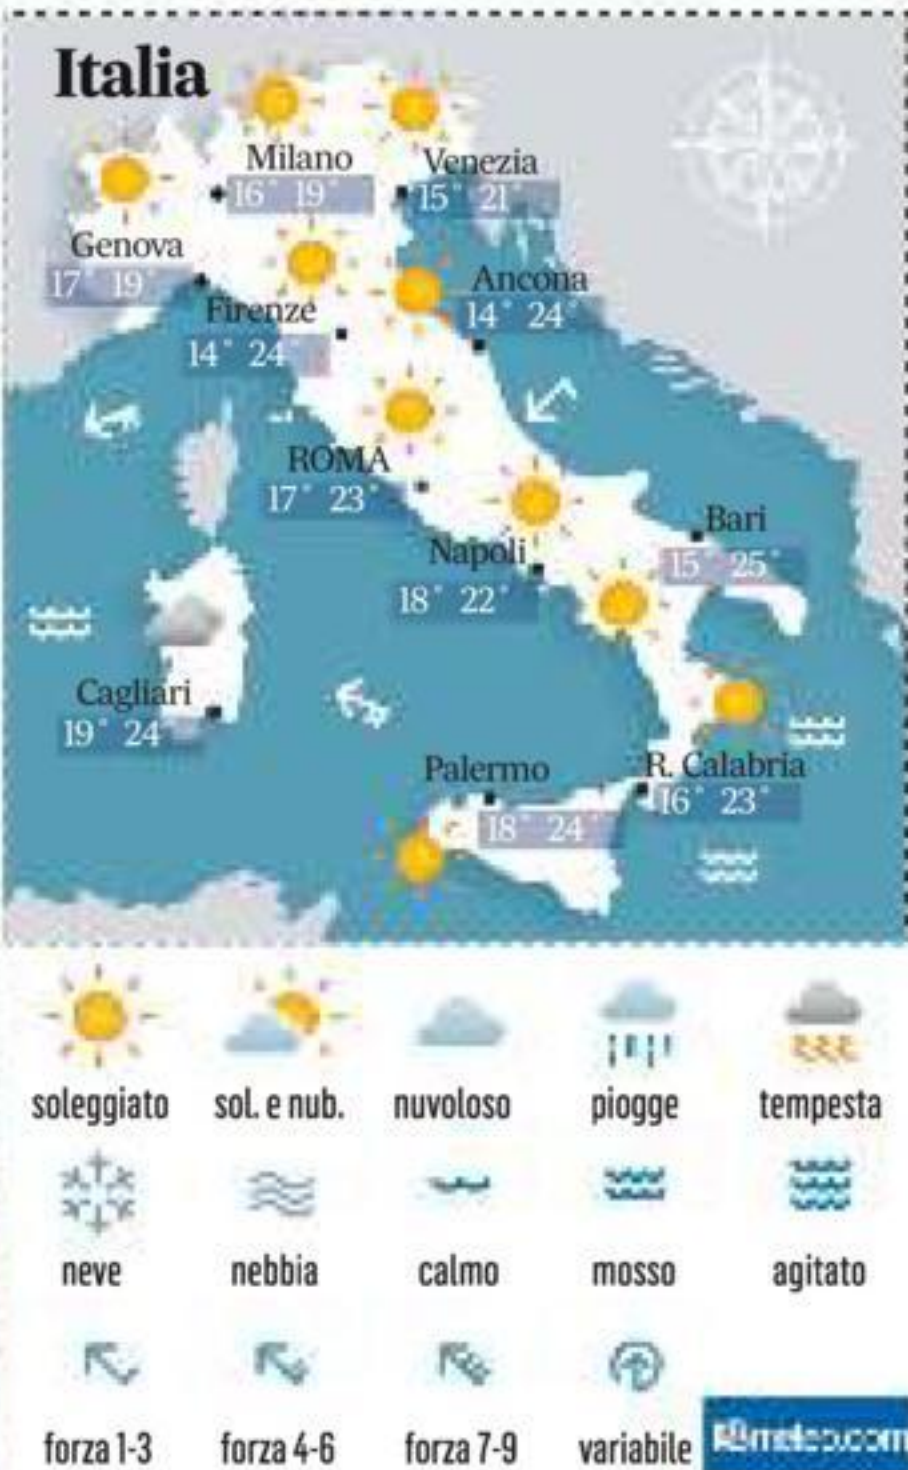 Italia
Milano
16° 19°
Venezia
15° 21°
Genova
17° 19°
Ancona
14° 24°
Firenze
14° 24°
ROMA
17° 23°
Bari
15° 25°
Napoli
18° 22°
Cagliari
19° 24°
Palermo
18° 24°
R. Calabria
16° 23°
soleggiato sol. e nub. nuvoloso piogge tempesta
neve nebbia calmo mosso agitato
forza 1-3 forza 4-6 forza 7-9 variabile